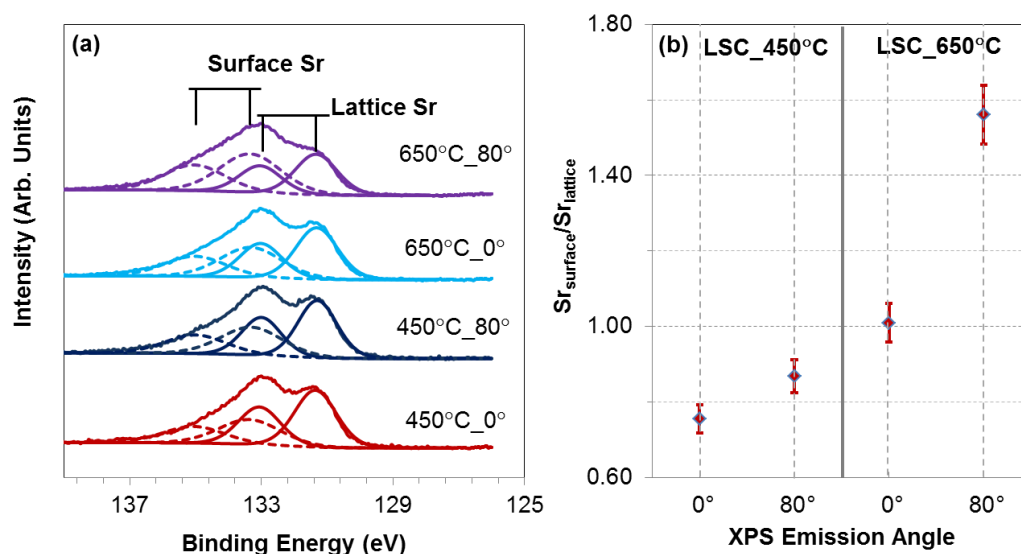 (a)
Surface Sr
Lattice Sr
650°C_80°
650°C_0°
450°C_80°
450°C_0°
Intensity (Arb. Units)
137 133 129 125
Binding Energy (eV)
(b) LSC_450°C LSC_650°C
1.80
1.40
1.00
0.60
Sr_surface/Sr_lattice
0° 80° 0° 80°
XPS Emission Angle